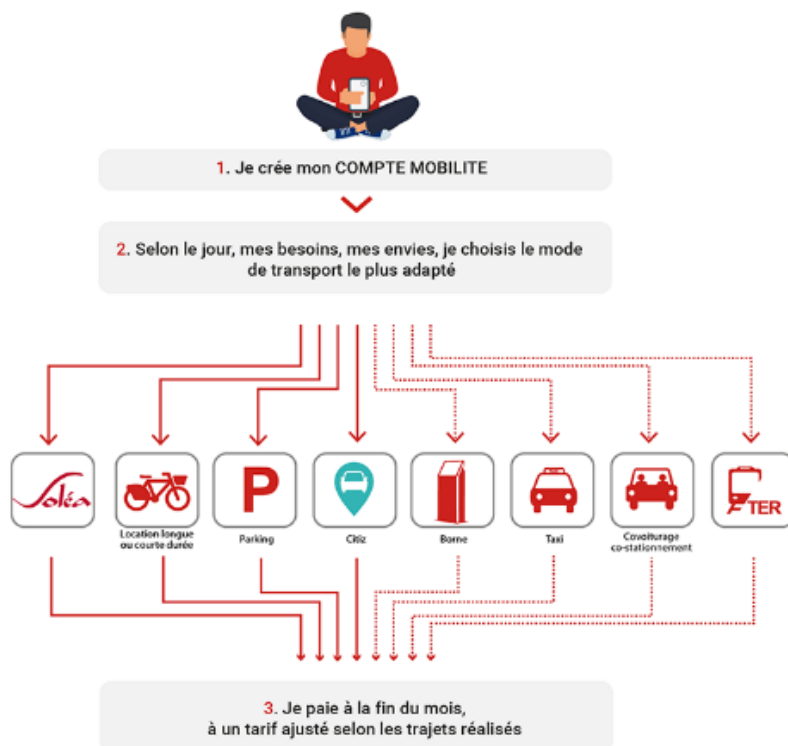 1. Je crée mon COMPTE MOBILITE
2. Selon le jour, mes besoins, mes envies, je choisis le mode
de transport le plus adapté
Soléa
P
TER
Location longue
ou courte durée
Parking
Citiz
Borne
Taxi
Covoiturage
co-stationnement
3. Je paie à la fin du mois,
à un tarif ajusté selon les trajets réalisés